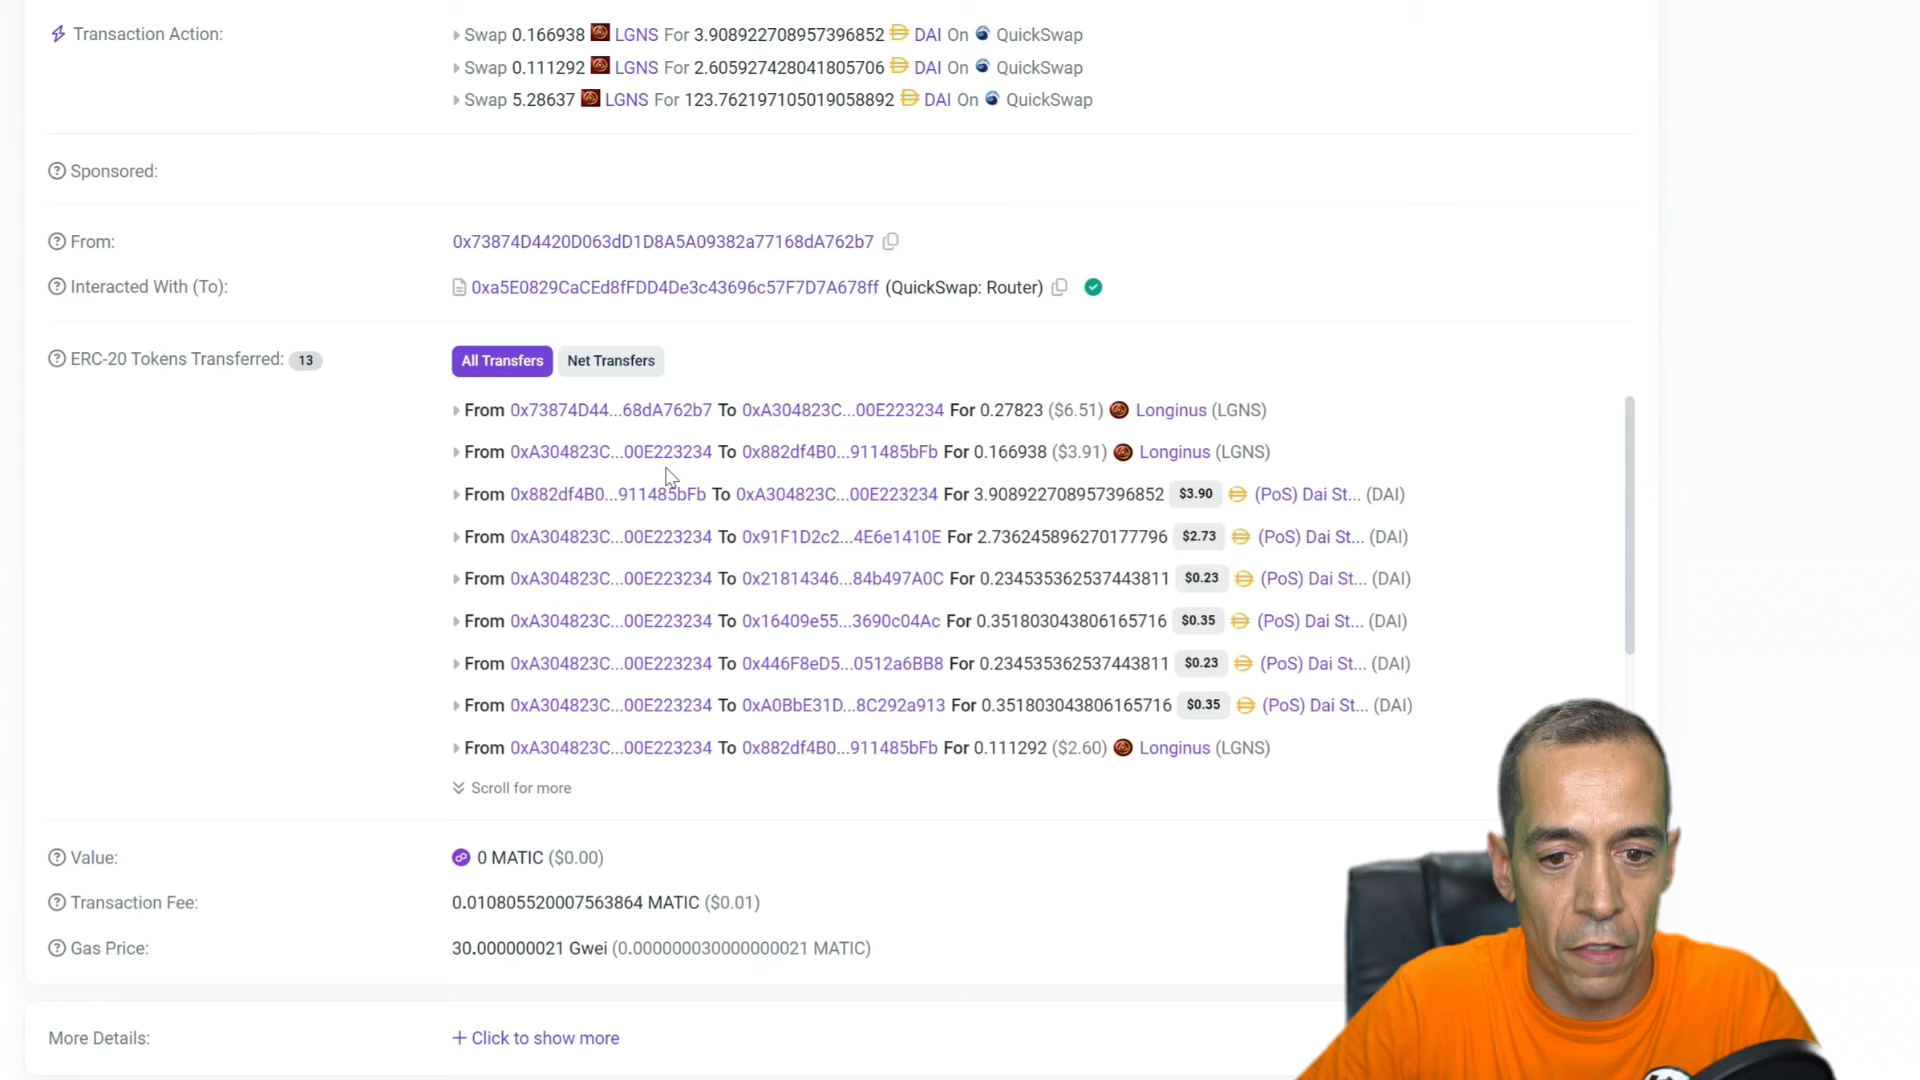 Transaction Action:
Swap 0.166938 LGNS For 3.908922708957396852 DAI On QuickSwap
Swap 0.111292 LGNS For 2.605927428041805706 DAI On QuickSwap
Swap 5.28637 LGNS For 123.762197105019058892 DAI On QuickSwap
Sponsored:
From:
0x73874D4420D063dD1D8A5A09382a77168dA762b7
Interacted With (To):
0xa5E0829CaCEd8fFDD4De3c43696c57F7D7A678ff (QuickSwap: Router)
ERC-20 Tokens Transferred: 13
All Transfers Net Transfers
From 0x73874D44...68dA762b7 To 0xA304823C...00E223234 For 0.27823 ($6.51) Longinus (LGNS)
From 0xA304823C...00E223234 To 0x882df4B0...911485bFb For 0.166938 ($3.91) Longinus (LGNS)
From 0x882df4B0...911485bFb To 0xA304823C...00E223234 For 3.908922708957396852 $3.90 (PoS) Dai St... (DAI)
From 0xA304823C...00E223234 To 0x91F1D2c2...4E6e1410E For 2.736245896270177796 $2.73 (PoS) Dai St... (DAI)
From 0xA304823C...00E223234 To 0x21814346...84b497A0C For 0.234535362537443811 $0.23 (PoS) Dai St... (DAI)
From 0xA304823C...00E223234 To 0x16409e55...3690c04Ac For 0.351803043806165716 $0.35 (PoS) Dai St... (DAI)
From 0xA304823C...00E223234 To 0x446F8eD5...0512a6BB8 For 0.234535362537443811 $0.23 (PoS) Dai St... (DAI)
From 0xA304823C...00E223234 To 0xA0BbE31D...8C292a913 For 0.351803043806165716 $0.35 (PoS) Dai St... (DAI)
From 0xA304823C...00E223234 To 0x882df4B0...911485bFb For 0.111292 ($2.60) Longinus (LGNS)
Scroll for more
Value:
0 MATIC ($0.00)
Transaction Fee:
0.010805520007563864 MATIC ($0.01)
Gas Price:
30.000000021 Gwei (0.000000030000000021 MATIC)
More Details:
+ Click to show more